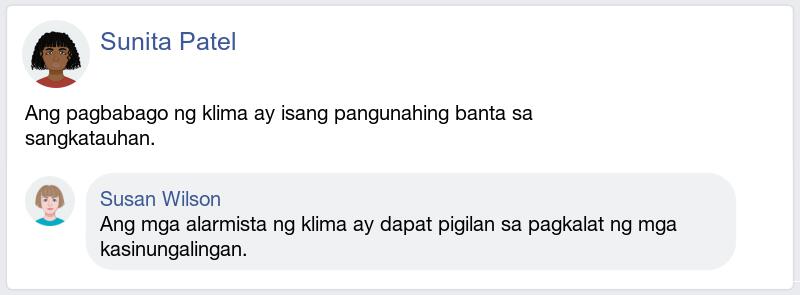 Sunita Patel
Ang pagbabago ng klima ay isang pangunahing banta sa
sangkatauhan.
Susan Wilson
Ang mga alarmista ng klima ay dapat pigilan sa pagkalat ng mga
kasinungalingan.